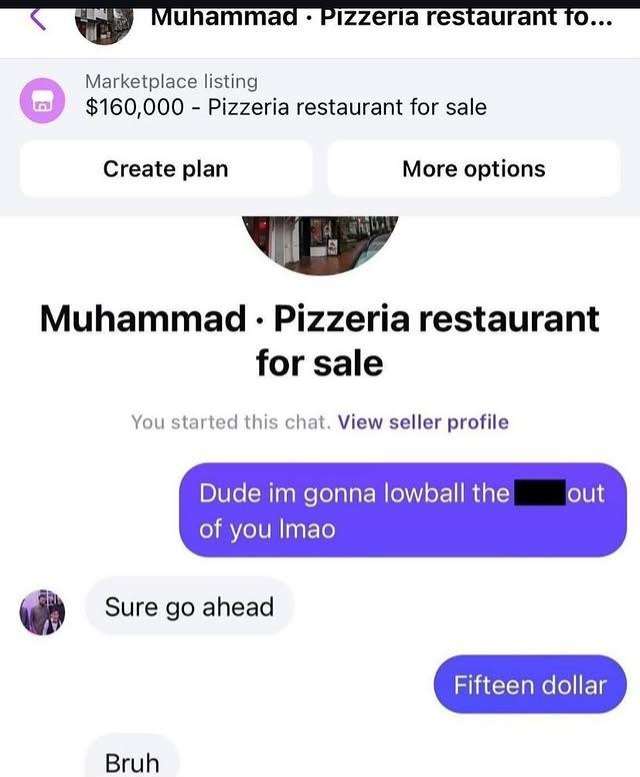 Muhammad · Pizzeria restaurant fo...
Marketplace listing
$160,000 - Pizzeria restaurant for sale
Create plan
More options
Muhammad · Pizzeria restaurant
for sale
You started this chat. View seller profile
Dude im gonna lowball the out
of you lmao
Sure go ahead
Fifteen dollar
Bruh